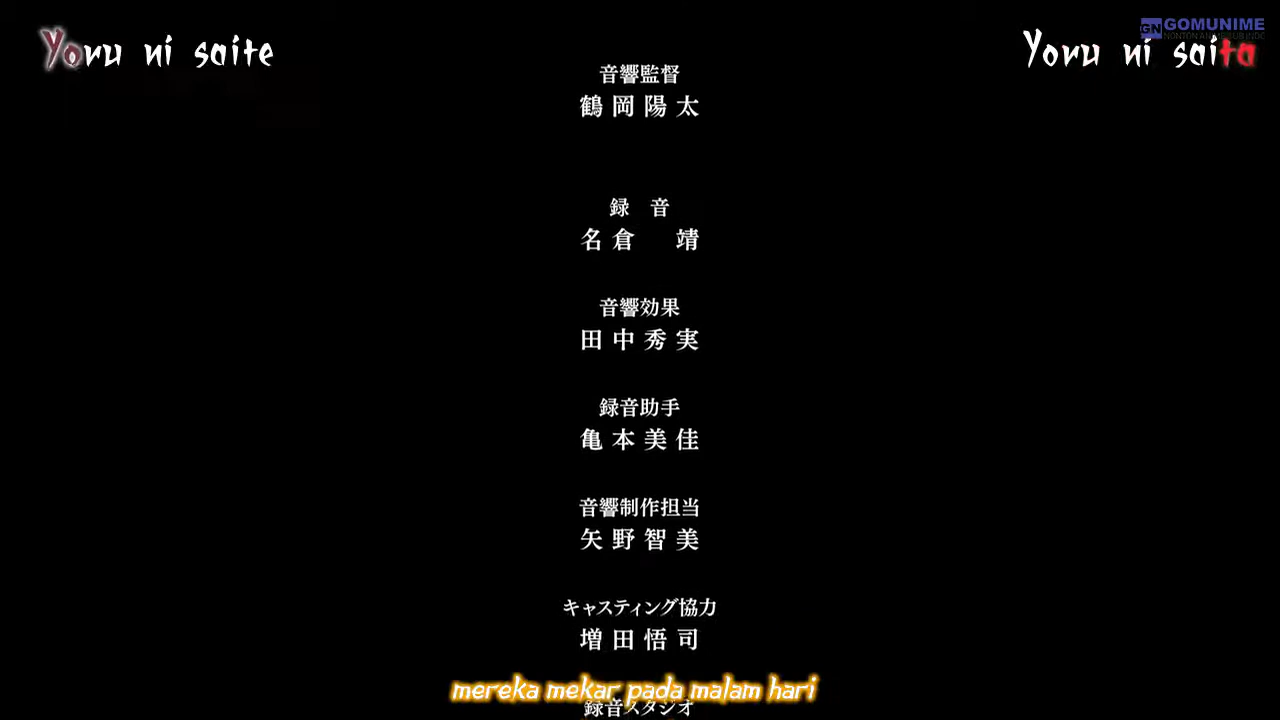 Yoru ni saite
Yoru ni saita
GN GOMUNIME
音響監督
鶴岡陽太
録 音
名倉 靖
音響効果
田中秀実
録音助手
亀本美佳
音響制作担当
矢野智美
キャスティング協力
増田悟司
mereka mekar pada malam hari
録音スタジオ